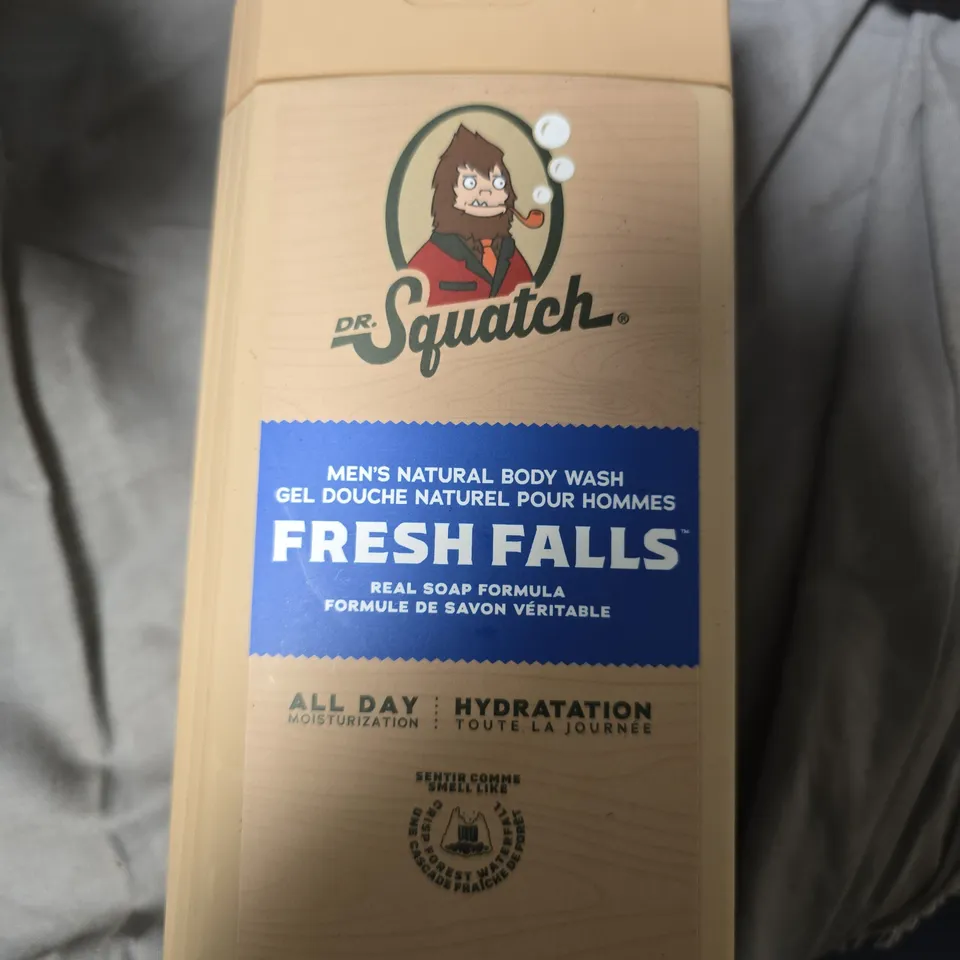 DR. Squatch®
MEN'S NATURAL BODY WASH
GEL DOUCHE NATUREL POUR HOMMES
FRESH FALLS™
REAL SOAP FORMULA
FORMULE DE SAVON VÉRITABLE
ALL DAY
MOISTURIZATION
HYDRATATION
TOUTE LA JOURNÉE
SENTIR COMME
SMELL LIKE
CRISP FOREST WATERFALL
UNE CASCADE FRAÎCHE DE FORÊT